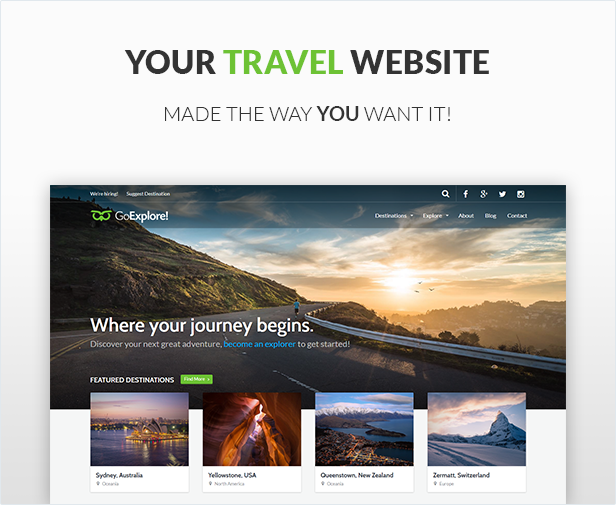 YOUR TRAVEL WEBSITE
MADE THE WAY YOU WANT IT!
We're hiring! Suggest Destination
GoExplore!
Destinations Explore About Blog Contact
Where your journey begins.
Discover your next great adventure, become an explorer to get started!
FEATURED DESTINATIONS Find More
Sydney, Australia Yellowstone, USA Queenstown, New Zealand Zermatt, Switzerland
Oceania North America Oceania Europe